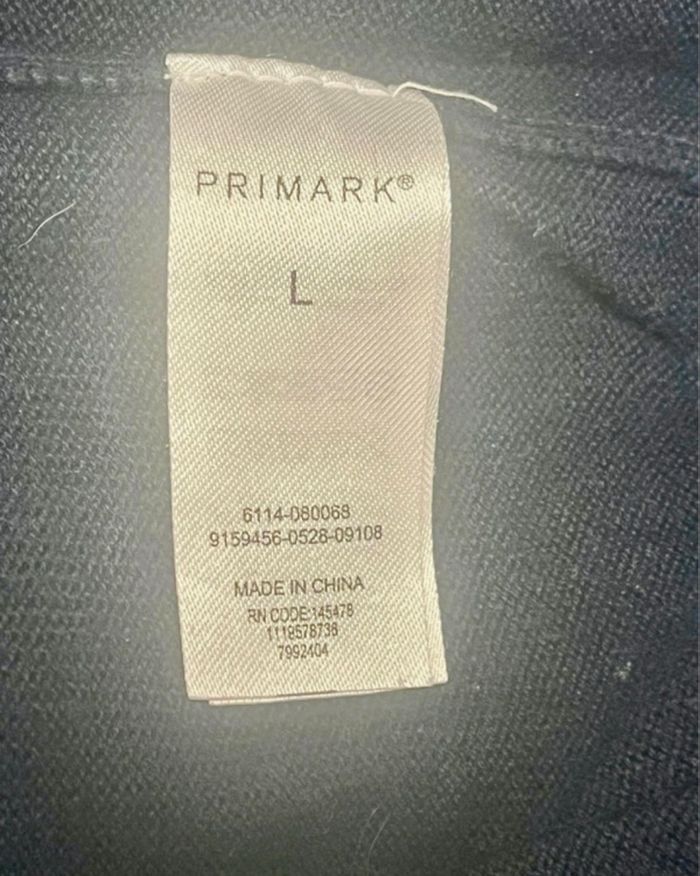 PRIMARK®
L
6114-080068
9159456-0528-09108
MADE IN CHINA
RN CODE:145478
1119578736
7992404